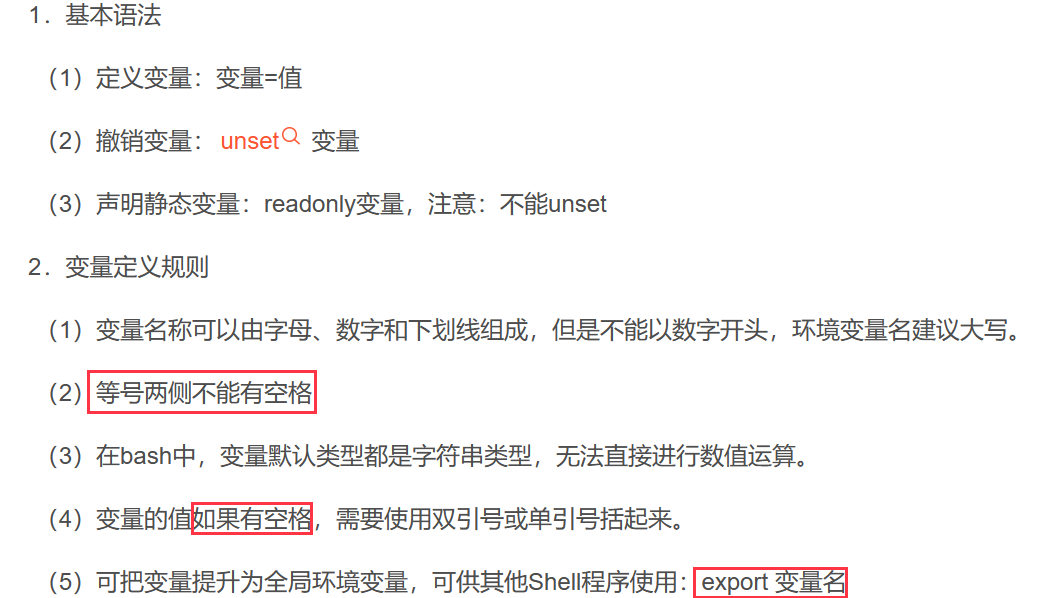 1．基本语法
（1）定义变量：变量=值
（2）撤销变量： unset 变量
（3）声明静态变量：readonly变量，注意：不能unset
2．变量定义规则
（1）变量名称可以由字母、数字和下划线组成，但是不能以数字开头，环境变量名建议大写。
（2）等号两侧不能有空格
（3）在bash中，变量默认类型都是字符串类型，无法直接进行数值运算。
（4）变量的值如果有空格，需要使用双引号或单引号括起来。
（5）可把变量提升为全局环境变量，可供其他Shell程序使用：export 变量名